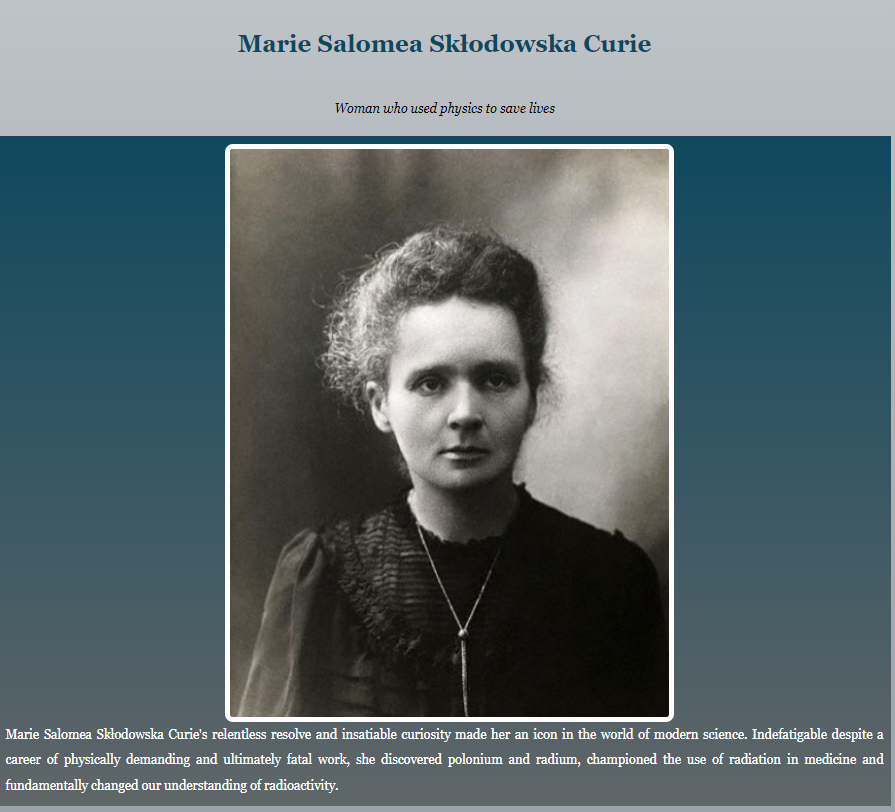 Marie Salomea Skłodowska Curie
Woman who used physics to save lives
Marie Salomea Skłodowska Curie's relentless resolve and insatiable curiosity made her an icon in the world of modern science. Indefatigable despite a
career of physically demanding and ultimately fatal work, she discovered polonium and radium, championed the use of radiation in medicine and
fundamentally changed our understanding of radioactivity.